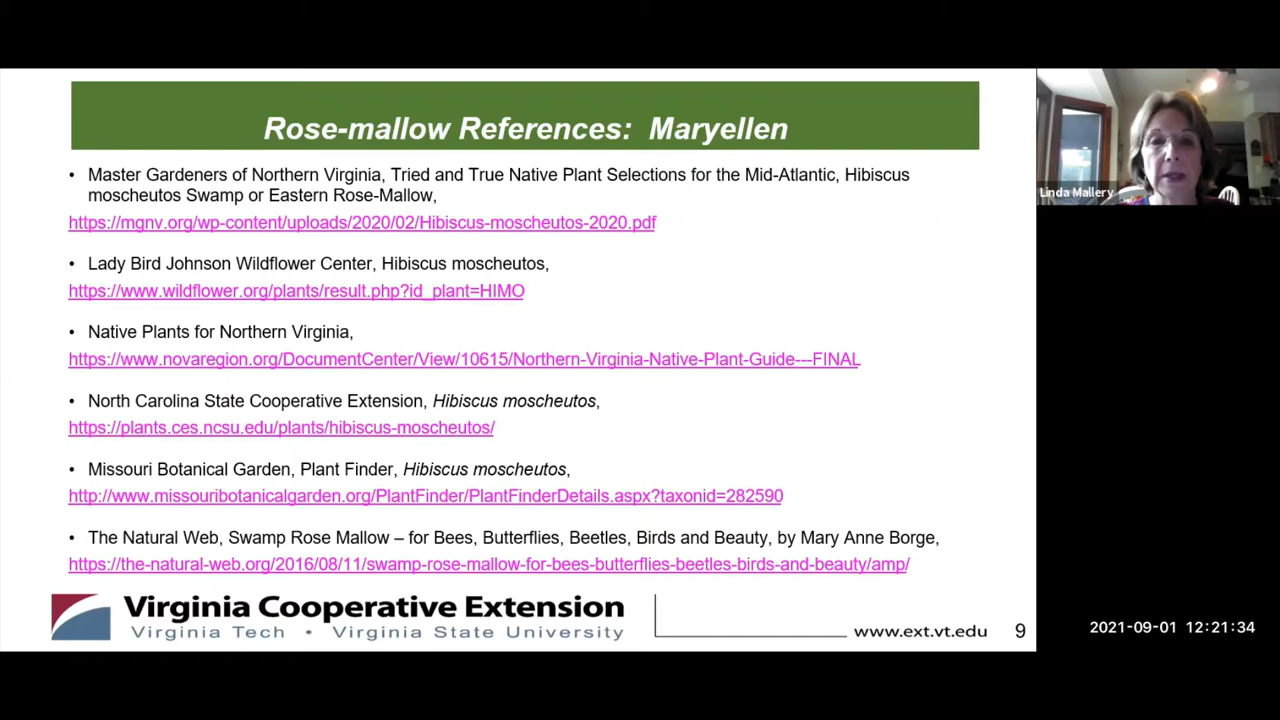 Rose-mallow References: Maryellen
• Master Gardeners of Northern Virginia, Tried and True Native Plant Selections for the Mid-Atlantic, Hibiscus
moscheutos Swamp or Eastern Rose-Mallow,
https://mgnv.org/wp-content/uploads/2020/02/Hibiscus-moscheutos-2020.pdf
• Lady Bird Johnson Wildflower Center, Hibiscus moscheutos,
https://www.wildflower.org/plants/result.php?id_plant=HIMO
• Native Plants for Northern Virginia,
https://www.novaregion.org/DocumentCenter/View/10615/Northern-Virginia-Native-Plant-Guide---FINAL
• North Carolina State Cooperative Extension, Hibiscus moscheutos,
https://plants.ces.ncsu.edu/plants/hibiscus-moscheutos/
• Missouri Botanical Garden, Plant Finder, Hibiscus moscheutos,
http://www.missouribotanicalgarden.org/PlantFinder/PlantFinderDetails.aspx?taxonid=282590
• The Natural Web, Swamp Rose Mallow – for Bees, Butterflies, Beetles, Birds and Beauty, by Mary Anne Borge,
https://the-natural-web.org/2016/08/11/swamp-rose-mallow-for-bees-butterflies-beetles-birds-and-beauty/amp/
Virginia Cooperative Extension
Virginia Tech • Virginia State University
www.ext.vt.edu 9
Linda Mallery
2021-09-01 12:21:34